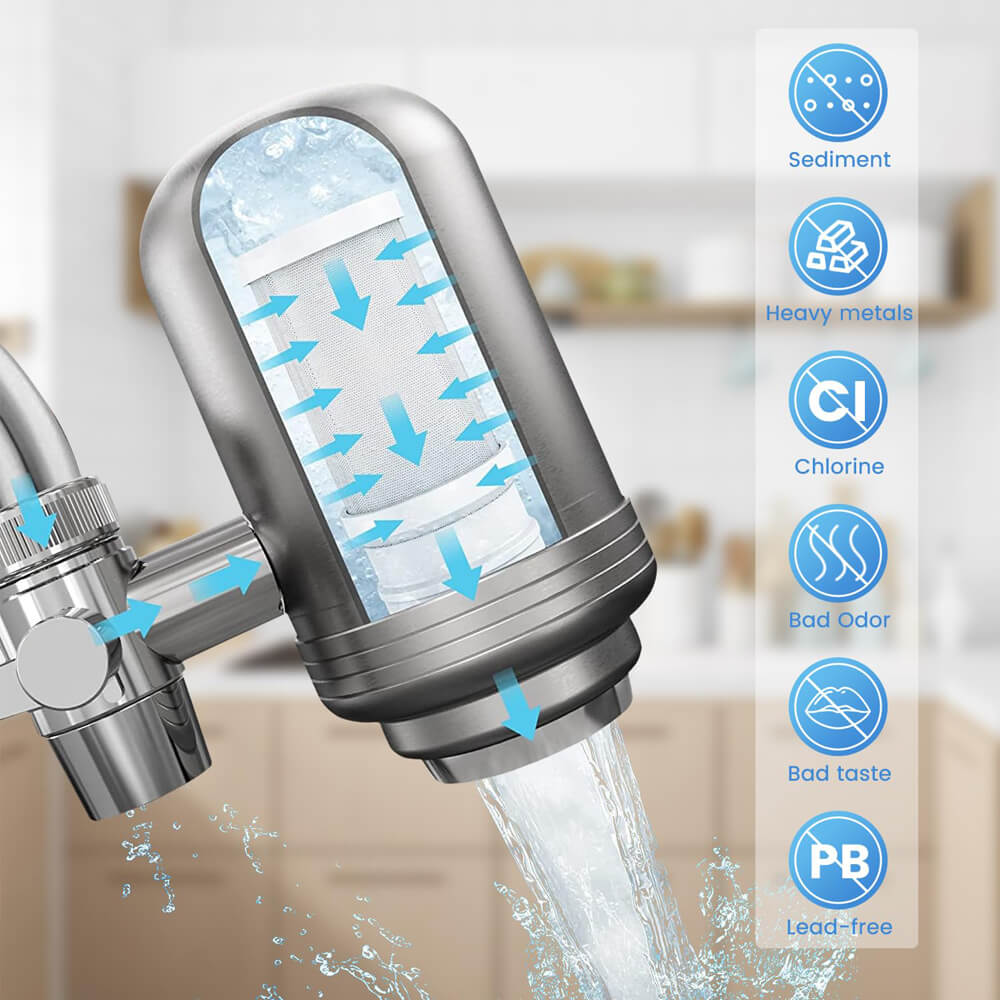 Sediment
Heavy metals
Cl
Chlorine
Bad Odor
Bad taste
PB
Lead-free